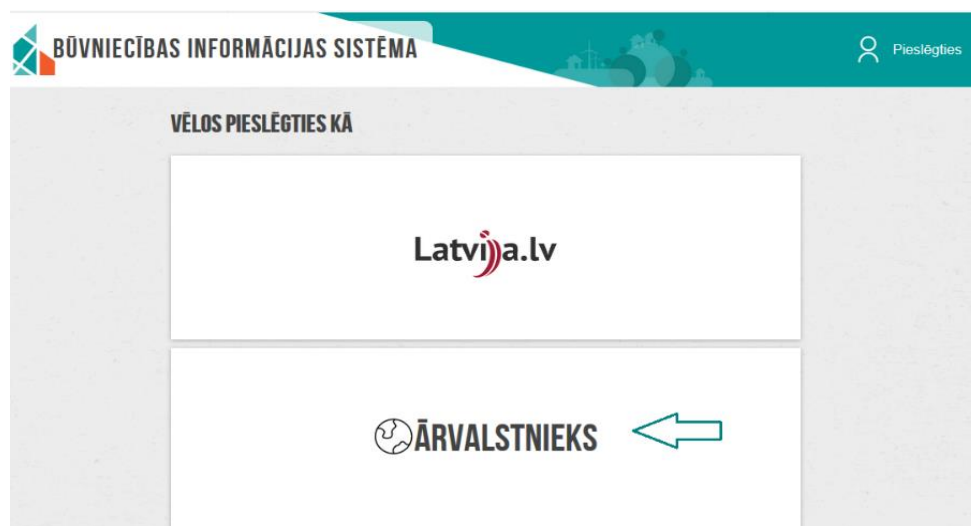 BŪVNIECĪBAS INFORMĀCIJAS SISTĒMA
Pieslēgties
VĒLOS PIESLĒGTIES KĀ
Latvija.lv
ĀRVALSTNIEKS